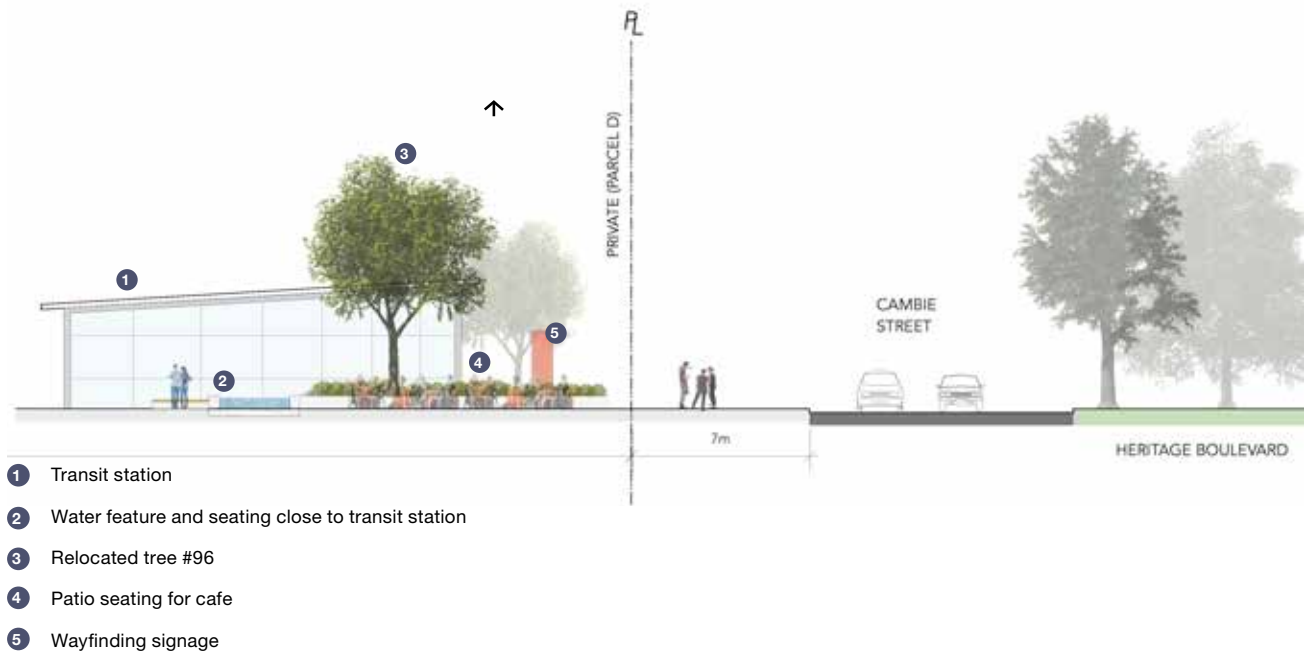 PL
PRIVATE (PARCEL D)
3
1
5
4
2
CAMBIE
STREET
7m
HERITAGE BOULEVARD
1 Transit station
2 Water feature and seating close to transit station
3 Relocated tree #96
4 Patio seating for cafe
5 Wayfinding signage